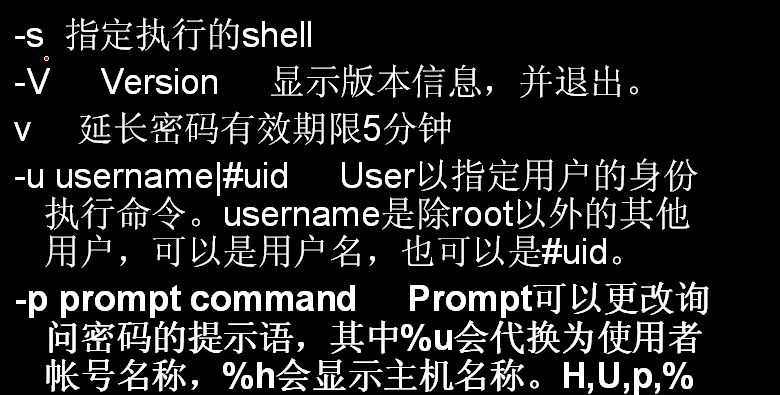 -s 指定执行的shell
-V Version 显示版本信息，并退出。
v 延长密码有效期限5分钟
-u username|#uid User以指定用户的身份
执行命令。username是除root以外的其他
用户，可以是用户名，也可以是#uid。
-p prompt command Prompt可以更改询
问密码的提示语，其中%u会代换为使用者
帐号名称，%h会显示主机名称。H,U,p,%